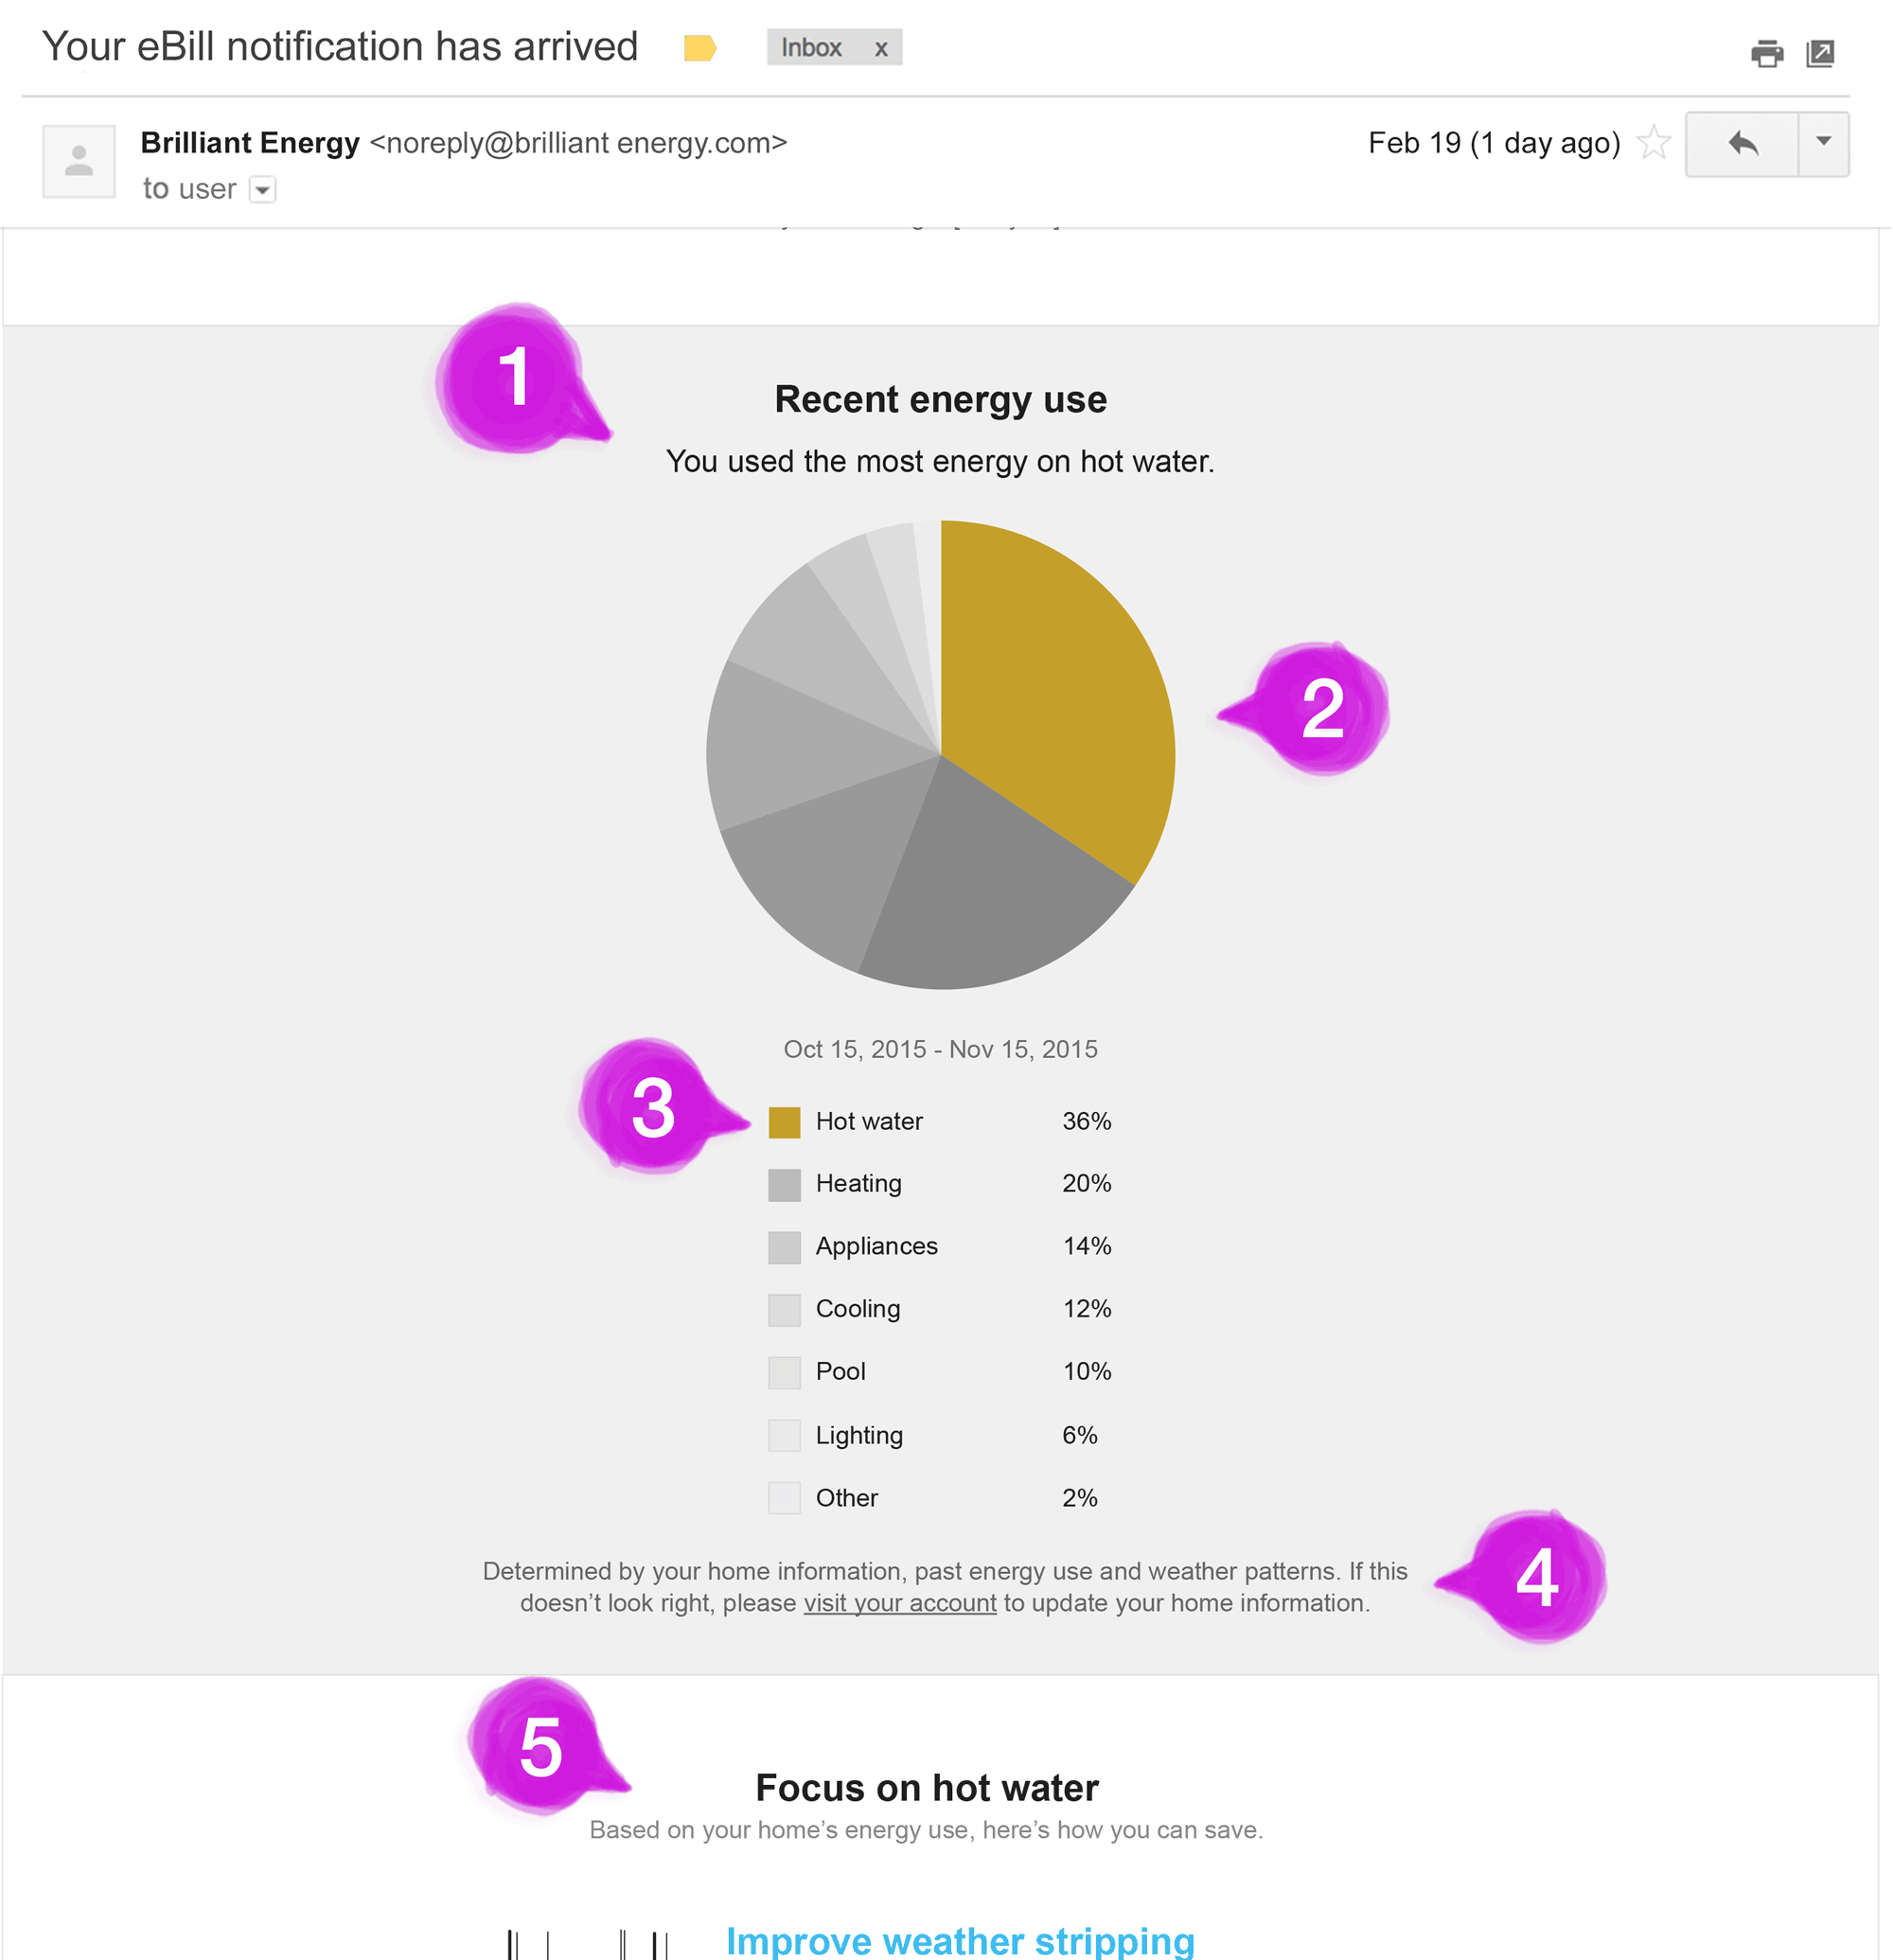 Your eBill notification has arrived
Inbox x
Brilliant Energy <noreply@brilliant energy.com>
Feb 19 (1 day ago)
to user
1
Recent energy use
You used the most energy on hot water.
2
Oct 15, 2015 - Nov 15, 2015
3
Hot water 36%
Heating 20%
Appliances 14%
Cooling 12%
Pool 10%
Lighting 6%
Other 2%
Determined by your home information, past energy use and weather patterns. If this
doesn’t look right, please visit your account to update your home information.
4
5
Focus on hot water
Based on your home’s energy use, here’s how you can save.
Improve weather stripping